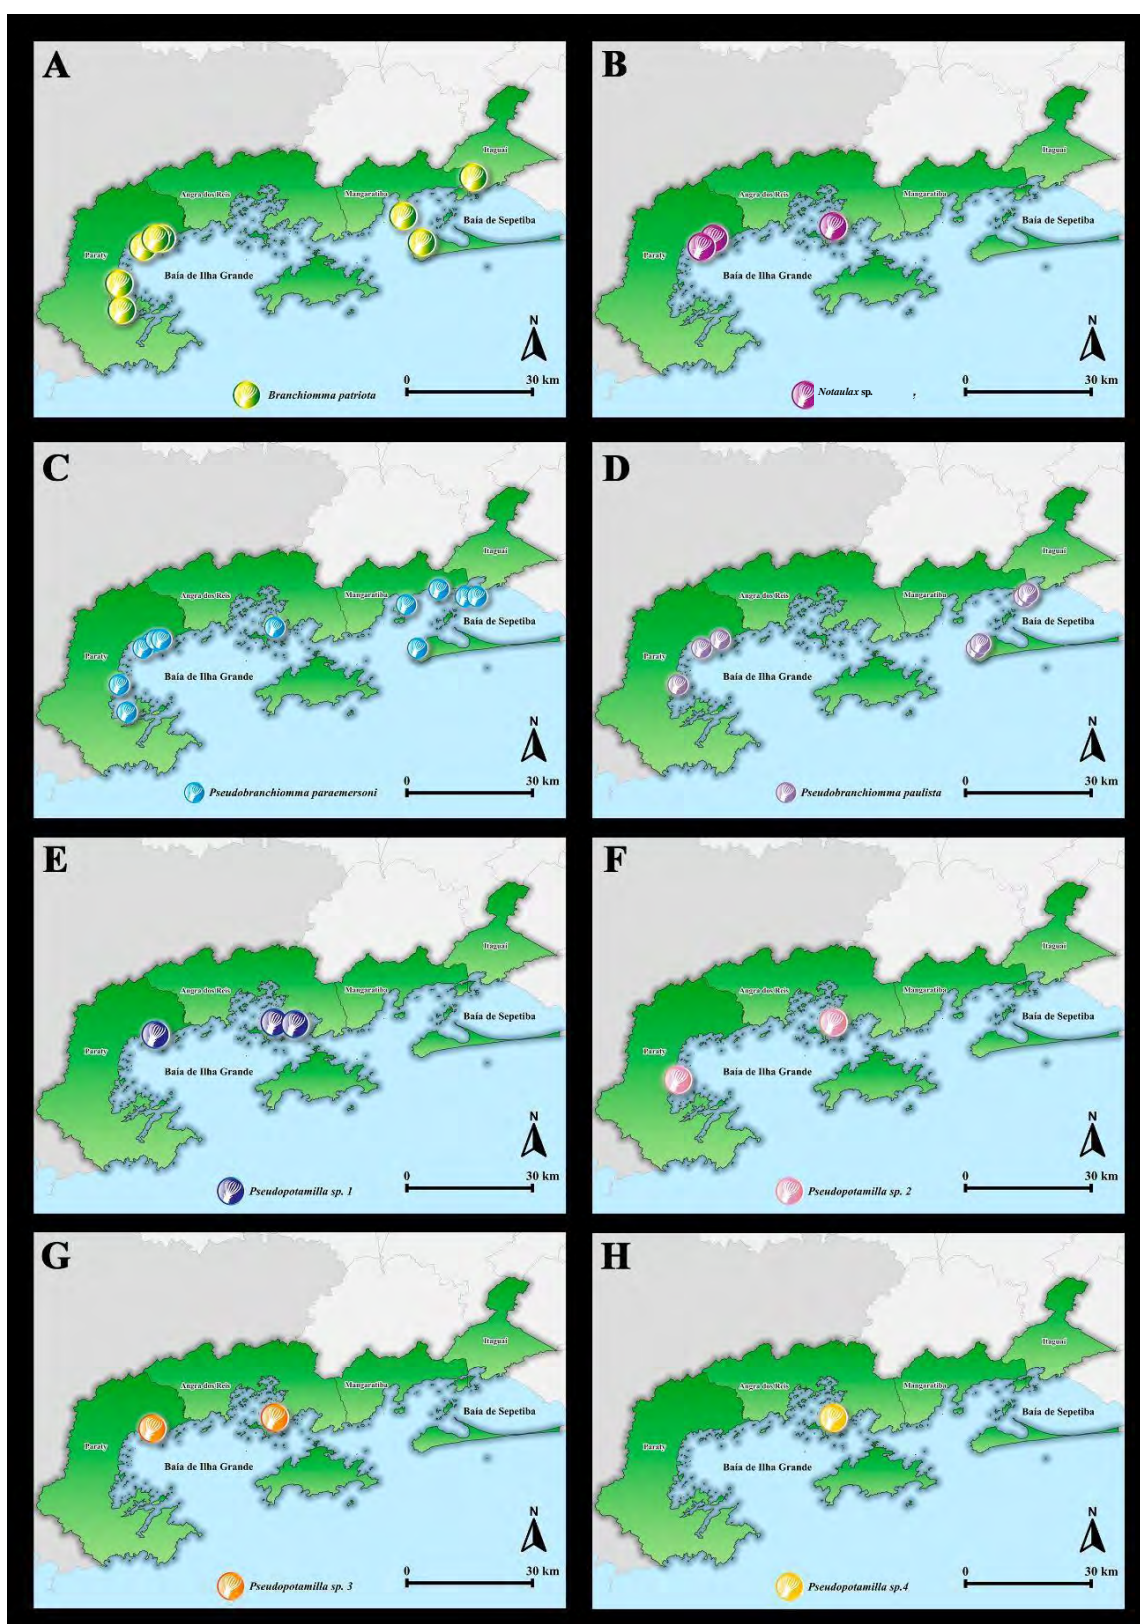 A
Itaguaí
Angra dos Reis
Mangaratiba
Baía de Sepetiba
Paraty
Baía de Ilha Grande
N
0 30 km
Branchiomma patriota
B
Itaguaí
Angra dos Reis
Mangaratiba
Baía de Sepetiba
Paraty
Baía de Ilha Grande
N
0 30 km
Notaulax sp. ,
C
Itaguaí
Angra dos Reis
Mangaratiba
Baía de Sepetiba
Paraty
Baía de Ilha Grande
N
0 30 km
Pseudobranchiomma paraemersoni
D
Itaguaí
Angra dos Reis
Mangaratiba
Baía de Sepetiba
Paraty
Baía de Ilha Grande
N
0 30 km
Pseudobranchiomma paulista
E
Itaguaí
Angra dos Reis
Mangaratiba
Baía de Sepetiba
Paraty
Baía de Ilha Grande
N
0 30 km
Pseudopotamilla sp. 1
F
Itaguaí
Angra dos Reis
Mangaratiba
Baía de Sepetiba
Paraty
Baía de Ilha Grande
N
0 30 km
Pseudopotamilla sp. 2
G
Itaguaí
Angra dos Reis
Mangaratiba
Baía de Sepetiba
Paraty
Baía de Ilha Grande
N
0 30 km
Pseudopotamilla sp. 3
H
Itaguaí
Angra dos Reis
Mangaratiba
Baía de Sepetiba
Paraty
Baía de Ilha Grande
N
0 30 km
Pseudopotamilla sp.4